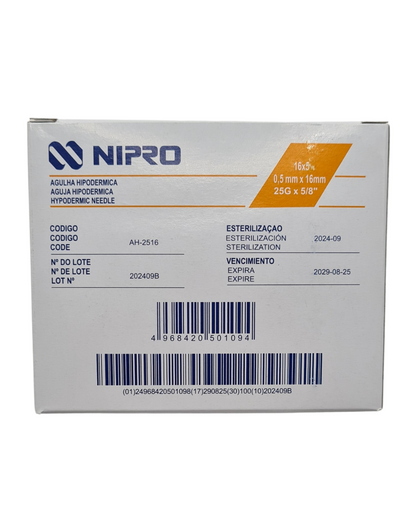 NIPRO
16x5
0,5 mm x 16mm
25G x 5/8"
AGULHA HIPODERMICA
AGUJA HIPODERMICA
HYPODERMIC NEEDLE
CODIGO
CODIGO
CODE
AH-2516
Nº DO LOTE
Nº DE LOTE
LOT Nº
202409B
ESTERILIZAÇAO
ESTERILIZACIÓN
STERILIZATION
2024-09
VENCIMIENTO
EXPIRA
EXPIRE
2029-08-25
4 968420 501094
(01)24968420501098(17)290825(30)100(10)202409B